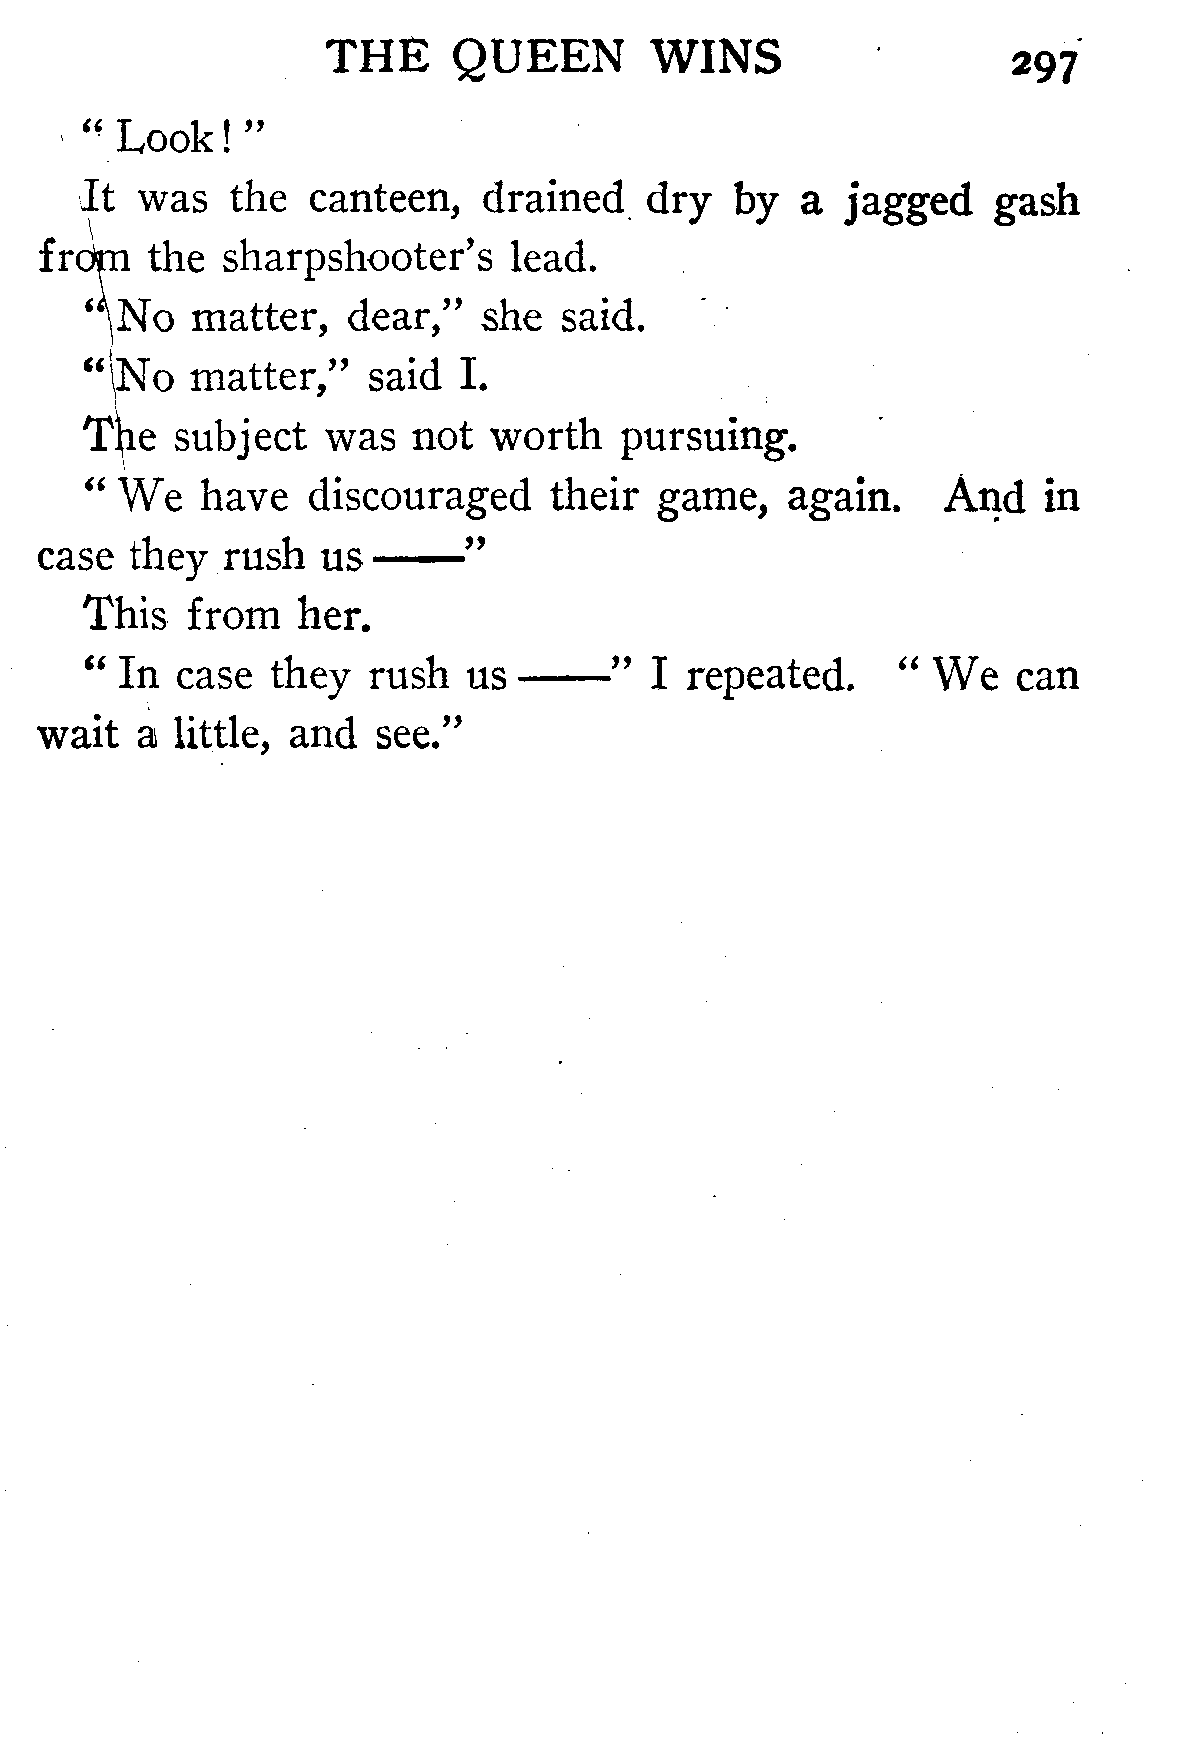 THE QUEEN WINS 297
“ Look! ”
It was the canteen, drained dry by a jagged gash
from the sharpshooter’s lead.
“ No matter, dear,” she said.
“ No matter,” said I.
The subject was not worth pursuing.
“ We have discouraged their game, again. And in
case they rush us ——”
This from her.
“ In case they rush us ——” I repeated. “ We can
wait a little, and see.”